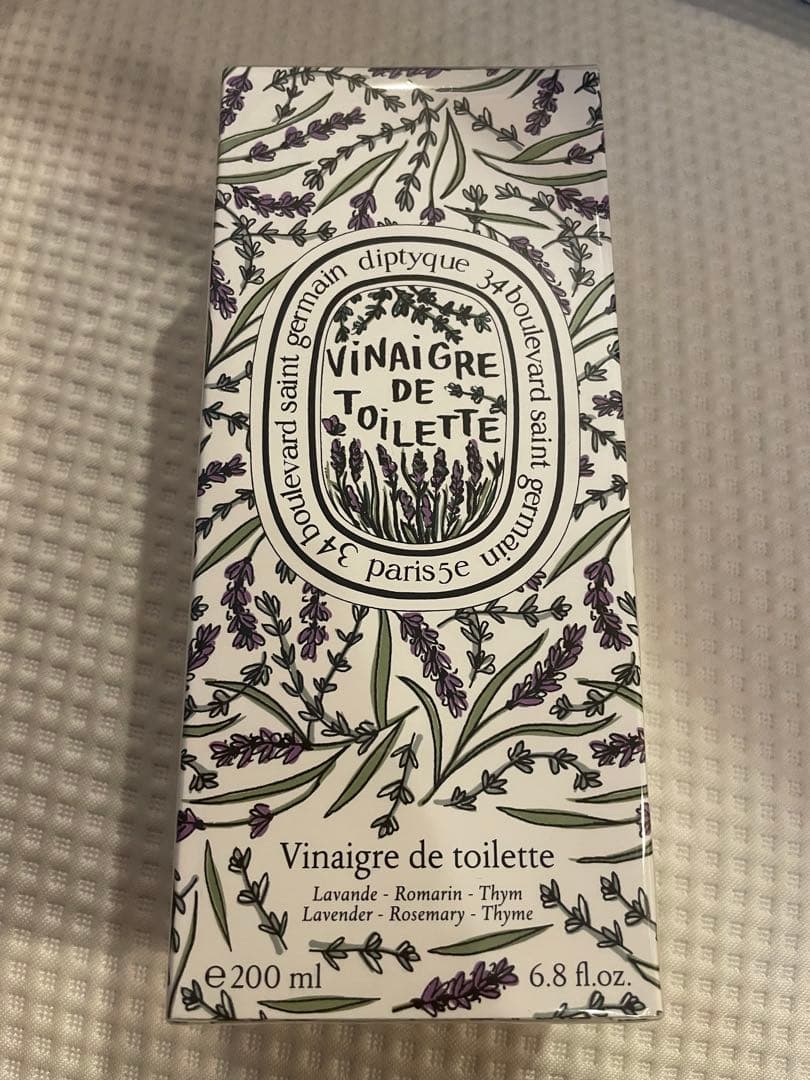 diptyque 34 boulevard saint germain paris5e 34 boulevard saint germain
VINAIGRE
DE
TOILETTE
Vinaigre de toilette
Lavande - Romarin - Thym
Lavender - Rosemary - Thyme
℮200 ml 6.8 fl.oz.